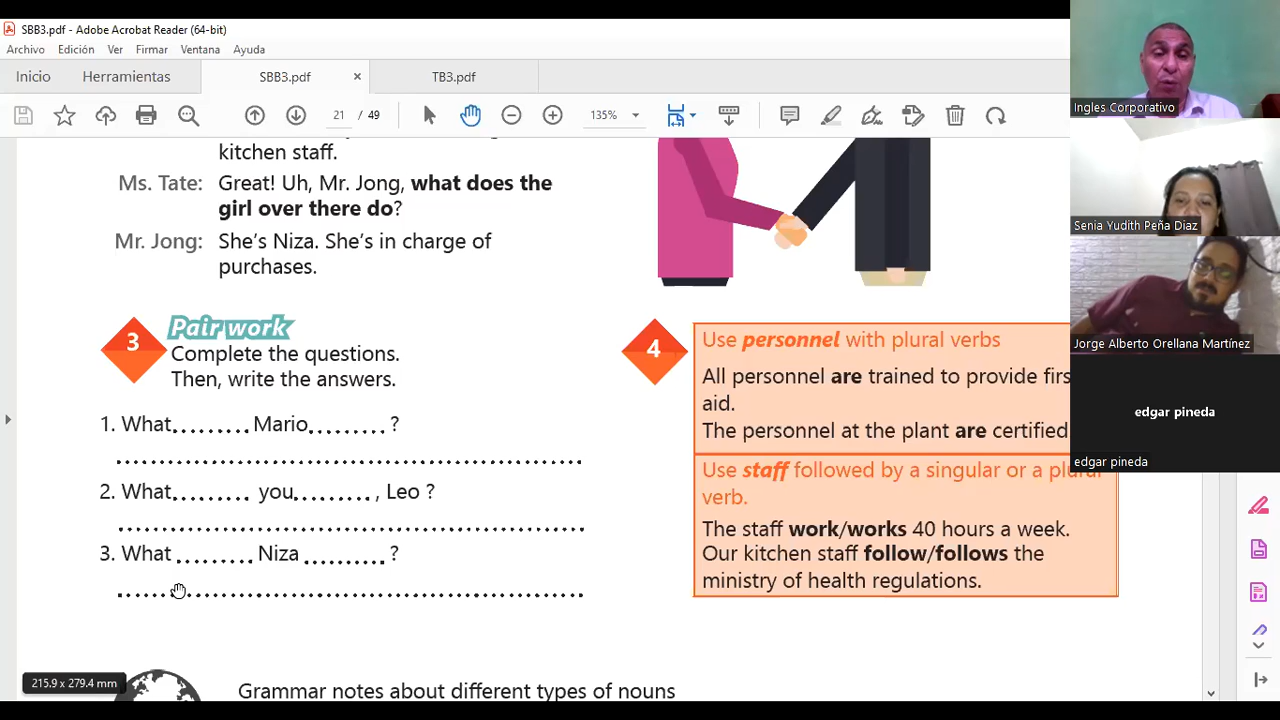 SBB3.pdf - Adobe Acrobat Reader (64-bit)
Archivo Edición Ver Firmar Ventana Ayuda
Inicio Herramientas SBB3.pdf × TB3.pdf
21 / 49 135%
kitchen staff.
Ms. Tate: Great! Uh, Mr. Jong, what does the
girl over there do?
Mr. Jong: She's Niza. She's in charge of
purchases.
3 Pair work
Complete the questions.
Then, write the answers.
1. What......... Mario......... ?
2. What......... you........., Leo ?
3. What ......... Niza ......... ?
4
Use personnel with plural verbs
All personnel are trained to provide firs
aid.
The personnel at the plant are certified.
Use staff followed by a singular or a plural
verb.
The staff work/works 40 hours a week.
Our kitchen staff follow/follows the
ministry of health regulations.
215.9 x 279.4 mm
Grammar notes about different types of nouns
Ingles Corporativo
Senia Yudith Peña Diaz
Jorge Alberto Orellana Martínez
edgar pineda
edgar pineda